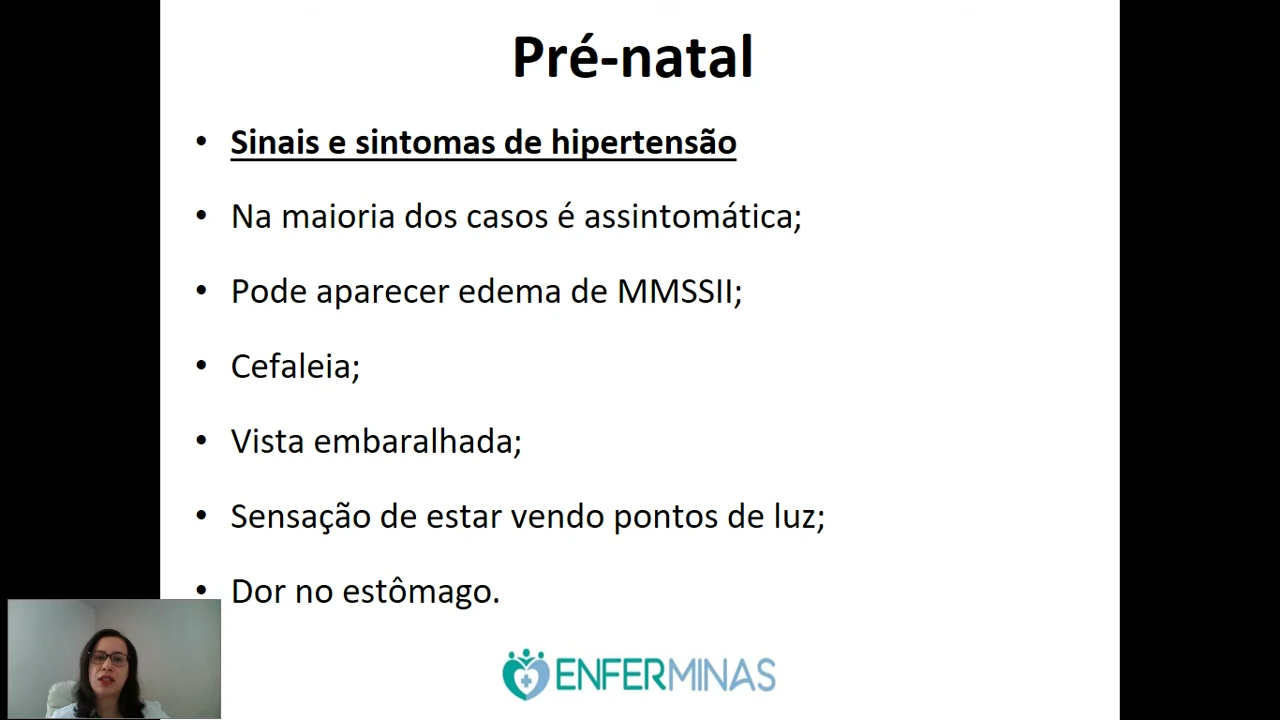 Pré-natal
• Sinais e sintomas de hipertensão
• Na maioria dos casos é assintomática;
• Pode aparecer edema de MMSSII;
• Cefaleia;
• Vista embaralhada;
• Sensação de estar vendo pontos de luz;
• Dor no estômago.
ENFERMINAS